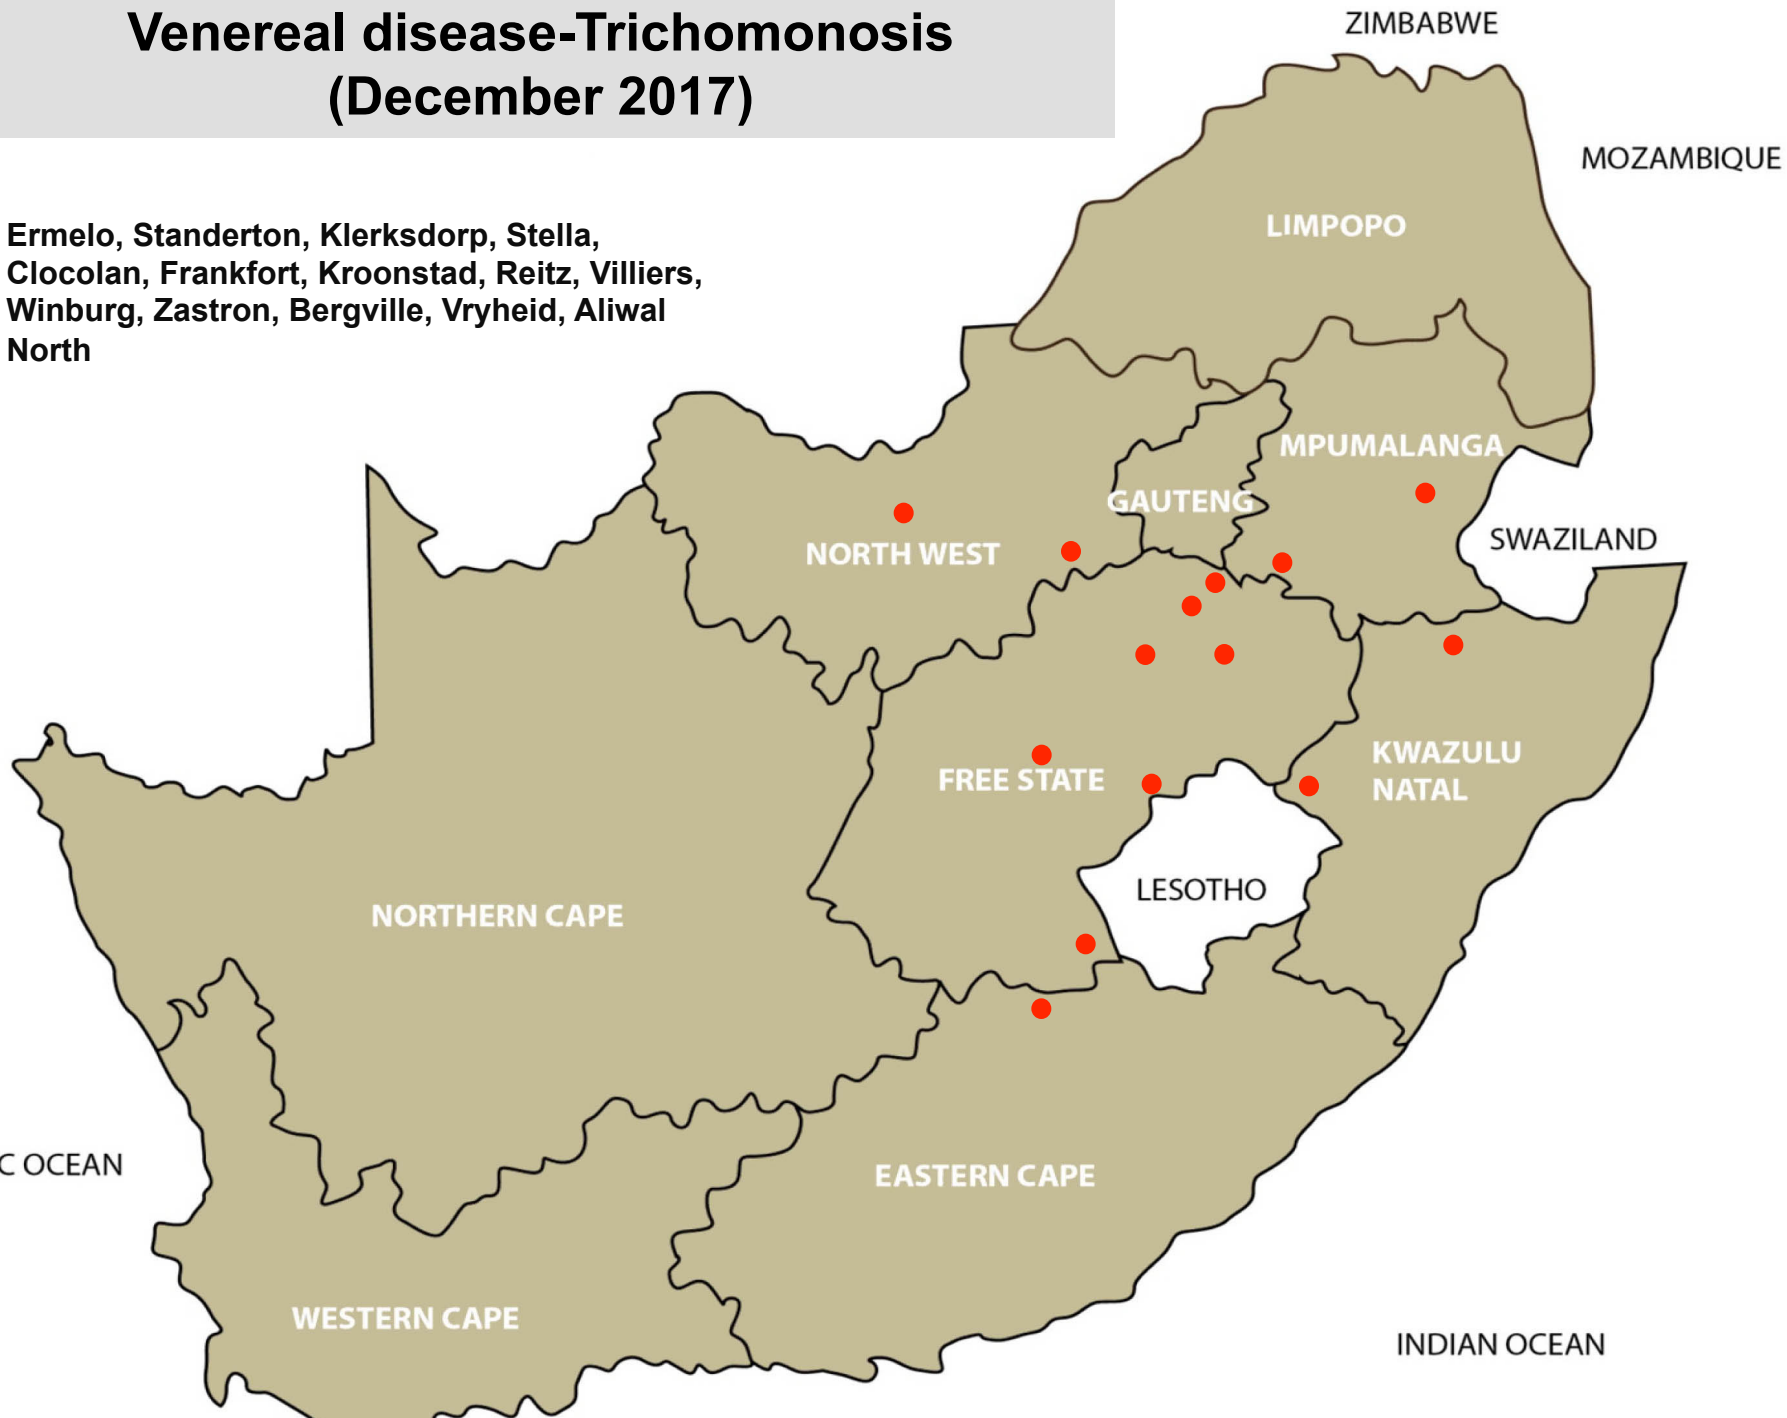 Venereal disease-Trichomonosis
(December 2017)
Ermelo, Standerton, Klerksdorp, Stella,
Clocolan, Frankfort, Kroonstad, Reitz, Villiers,
Winburg, Zastron, Bergville, Vryheid, Aliwal
North
ZIMBABWE
MOZAMBIQUE
LIMPOPO
MPUMALANGA
GAUTENG
SWAZILAND
NORTH WEST
KWAZULU
NATAL
FREE STATE
LESOTHO
NORTHERN CAPE
C OCEAN
EASTERN CAPE
WESTERN CAPE
INDIAN OCEAN